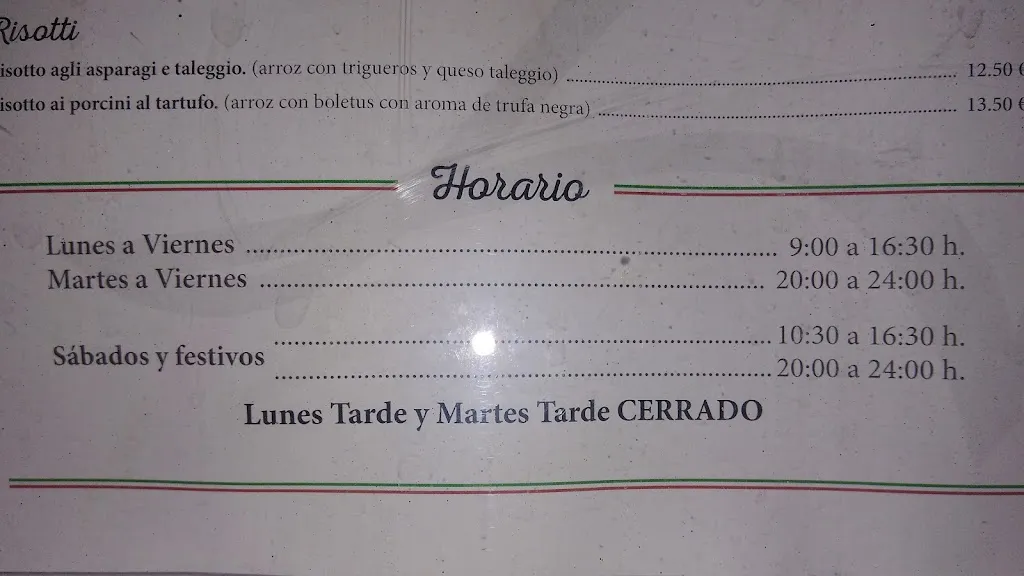 Risotti
isotto agli asparagi e taleggio. (arroz con trigueros y queso taleggio) 12.50 €
isotto ai porcini al tartufo. (arroz con boletus con aroma de trufa negra) 13.50 €
Horario
Lunes a Viernes 9:00 a 16:30 h.
Martes a Viernes 20:00 a 24:00 h.
10:30 a 16:30 h.
Sábados y festivos
20:00 a 24:00 h.
Lunes Tarde y Martes Tarde CERRADO